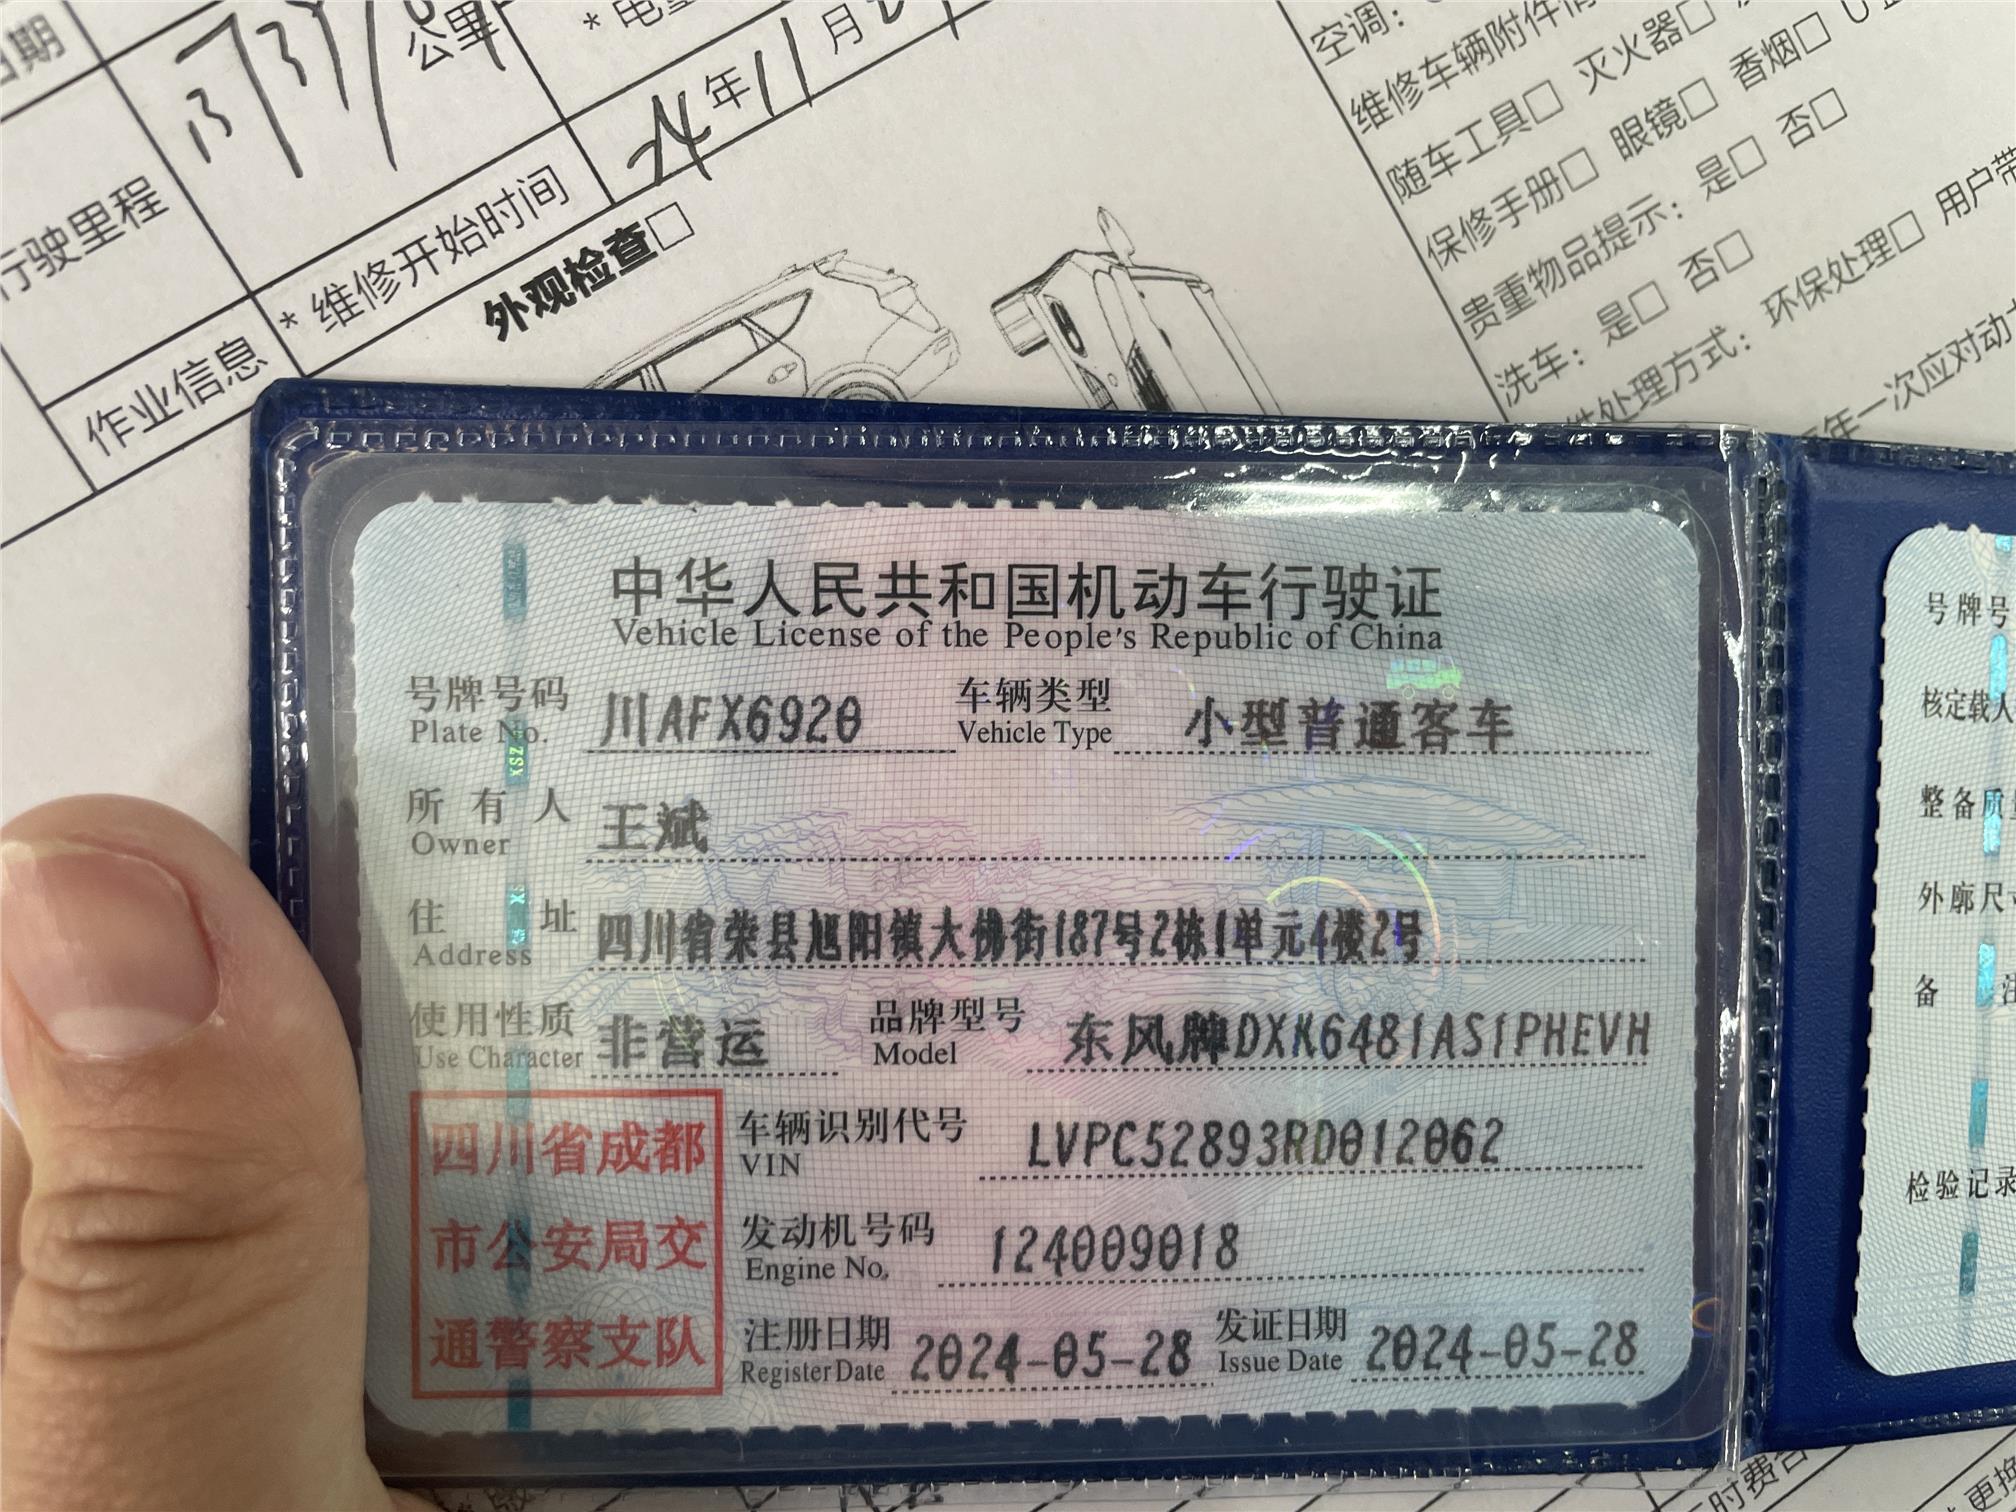 公里
年11月
行驶里程
* 维修开始时间
作业信息
外观检查□
空调：
随车工具□ 灭火器□
保修手册□ 眼镜□ 香烟□ U
贵重物品提示：是□ 否□
洗车：是□ 否□
处理方式：环保处理□ 用户带
年一次应对动
中华人民共和国机动车行驶证
Vehicle License of the People's Republic of China
号牌号码 川AFX6920 车辆类型 小型普通客车
Plate No. Vehicle Type
所有人 王斌
Owner
住址 四川省荣县旭阳镇大佛街187号2栋1单元4楼2号
Address
使用性质 非营运 品牌型号 东风牌DXK6481AS1PHEVH
Use Character Model
四川省成都
市公安局交
通警察支队
车辆识别代号 LVPC52893RD012062
VIN
发动机号码 124009018
Engine No.
注册日期 2024-05-28 发证日期 2024-05-28
Register Date Issue Date
号牌号
核定载人
整备质
外廓尺
备 注
检验记录